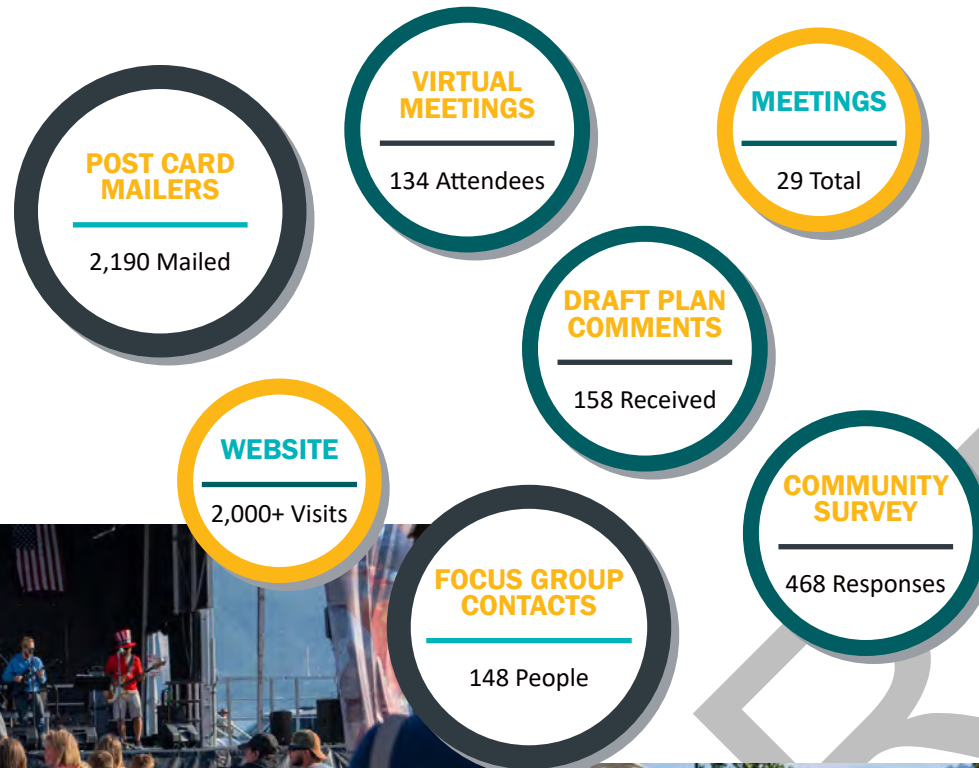 VIRTUAL
MEETINGS
134 Attendees
MEETINGS
29 Total
POST CARD
MAILERS
2,190 Mailed
DRAFT PLAN
COMMENTS
158 Received
WEBSITE
2,000+ Visits
COMMUNITY
SURVEY
468 Responses
FOCUS GROUP
CONTACTS
148 People